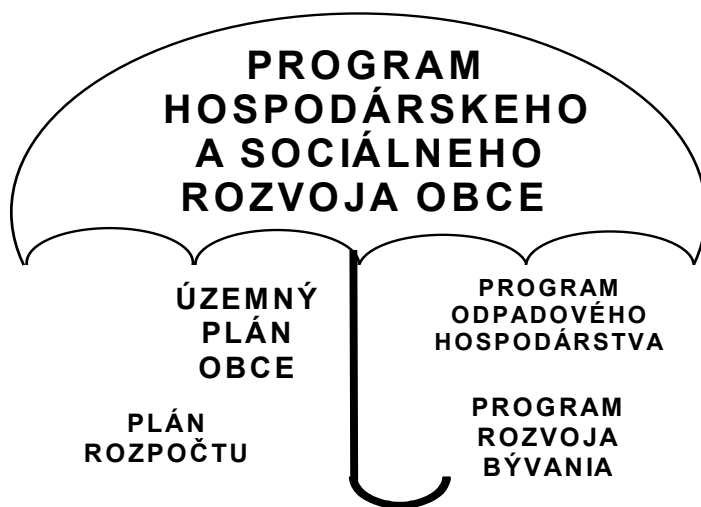 PROGRAM
HOSPODÁRSKEHO
A SOCIÁLNEHO
ROZVOJA OBCE
ÚZEMNÝ
PLÁN
OBCE
PROGRAM
ODPADOVÉHO
HOSPODÁRSTVA
PLÁN
ROZPOČTU
PROGRAM
ROZVOJA
BÝVANIA